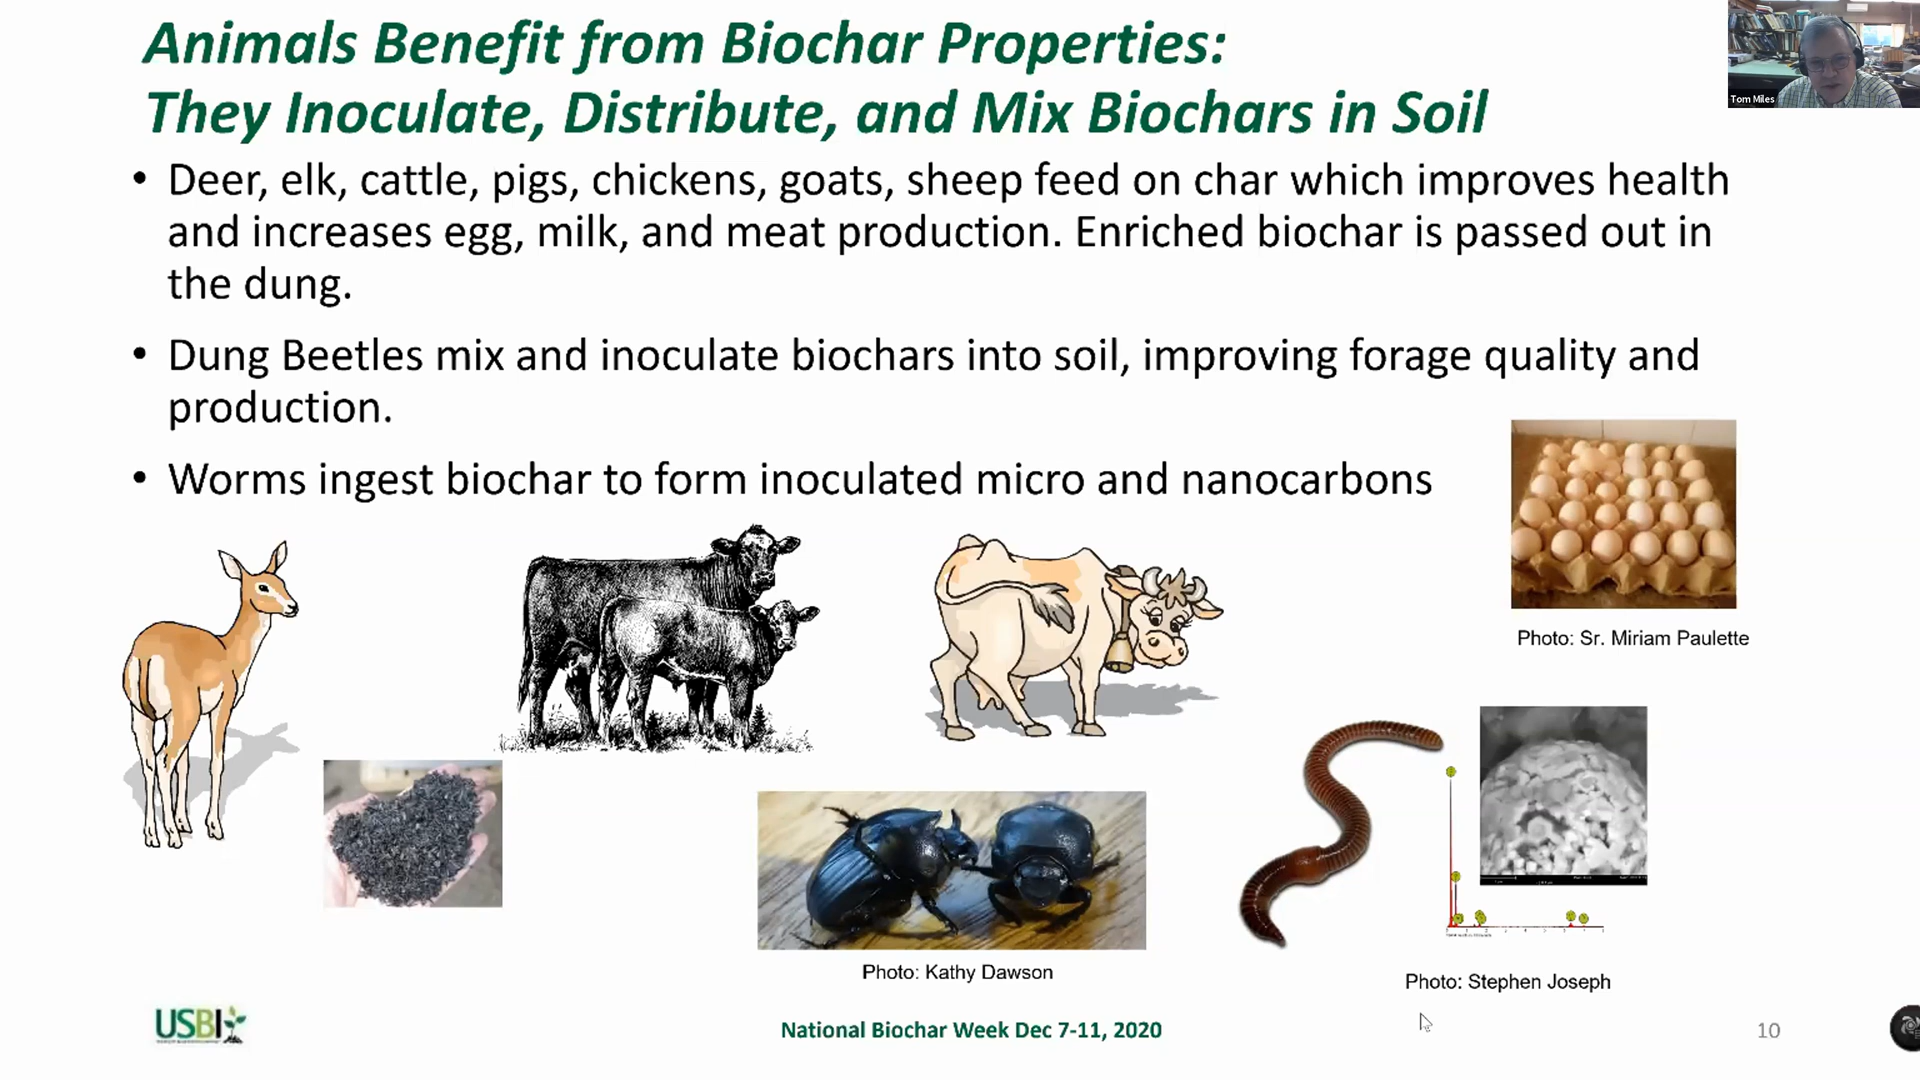 Animals Benefit from Biochar Properties:
They Inoculate, Distribute, and Mix Biochars in Soil
Tom Miles
• Deer, elk, cattle, pigs, chickens, goats, sheep feed on char which improves health
and increases egg, milk, and meat production. Enriched biochar is passed out in
the dung.
• Dung Beetles mix and inoculate biochars into soil, improving forage quality and
production.
• Worms ingest biochar to form inoculated micro and nanocarbons
Photo: Sr. Miriam Paulette
Photo: Kathy Dawson
Photo: Stephen Joseph
USBI
National Biochar Week Dec 7-11, 2020
10